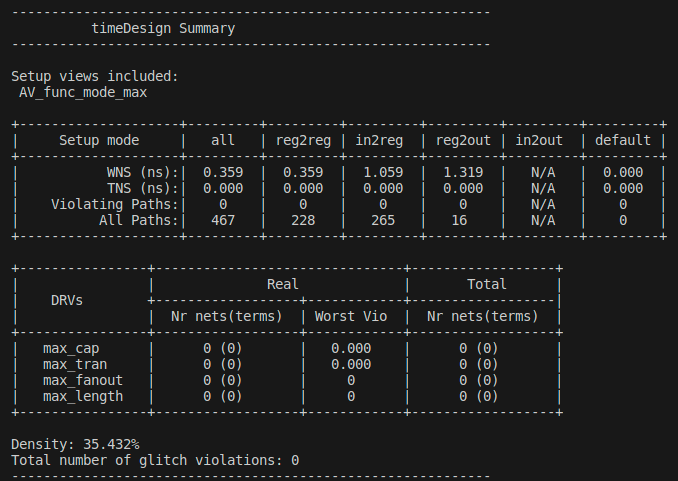 ------------------------------------------------------------
          timeDesign Summary
------------------------------------------------------------

Setup views included:
 AV_func_mode_max

+--------------------+---------+---------+---------+---------+---------+---------+
|     Setup mode     |   all   | reg2reg | in2reg  | reg2out | in2out  | default |
+--------------------+---------+---------+---------+---------+---------+---------+
|           WNS (ns):|  0.359  |  0.359  |  1.059  |  1.319  |   N/A   |  0.000  |
|           TNS (ns):|  0.000  |  0.000  |  0.000  |  0.000  |   N/A   |  0.000  |
|    Violating Paths:|    0    |    0    |    0    |    0    |   N/A   |    0    |
|          All Paths:|   467   |   228   |   265   |   16    |   N/A   |    0    |
+--------------------+---------+---------+---------+---------+---------+---------+

+----------------+-------------------------------+------------------+
|                |              Real             |       Total      |
|    DRVs        +------------------+------------+------------------|
|                |  Nr nets(terms)  | Worst Vio  |  Nr nets(terms)  |
+----------------+------------------+------------+------------------+
|   max_cap      |      0 (0)       |   0.000    |      0 (0)       |
|   max_tran     |      0 (0)       |   0.000    |      0 (0)       |
|   max_fanout   |      0 (0)       |     0      |      0 (0)       |
|   max_length   |      0 (0)       |     0      |      0 (0)       |
+----------------+------------------+------------+------------------+

Density: 35.432%
Total number of glitch violations: 0
------------------------------------------------------------